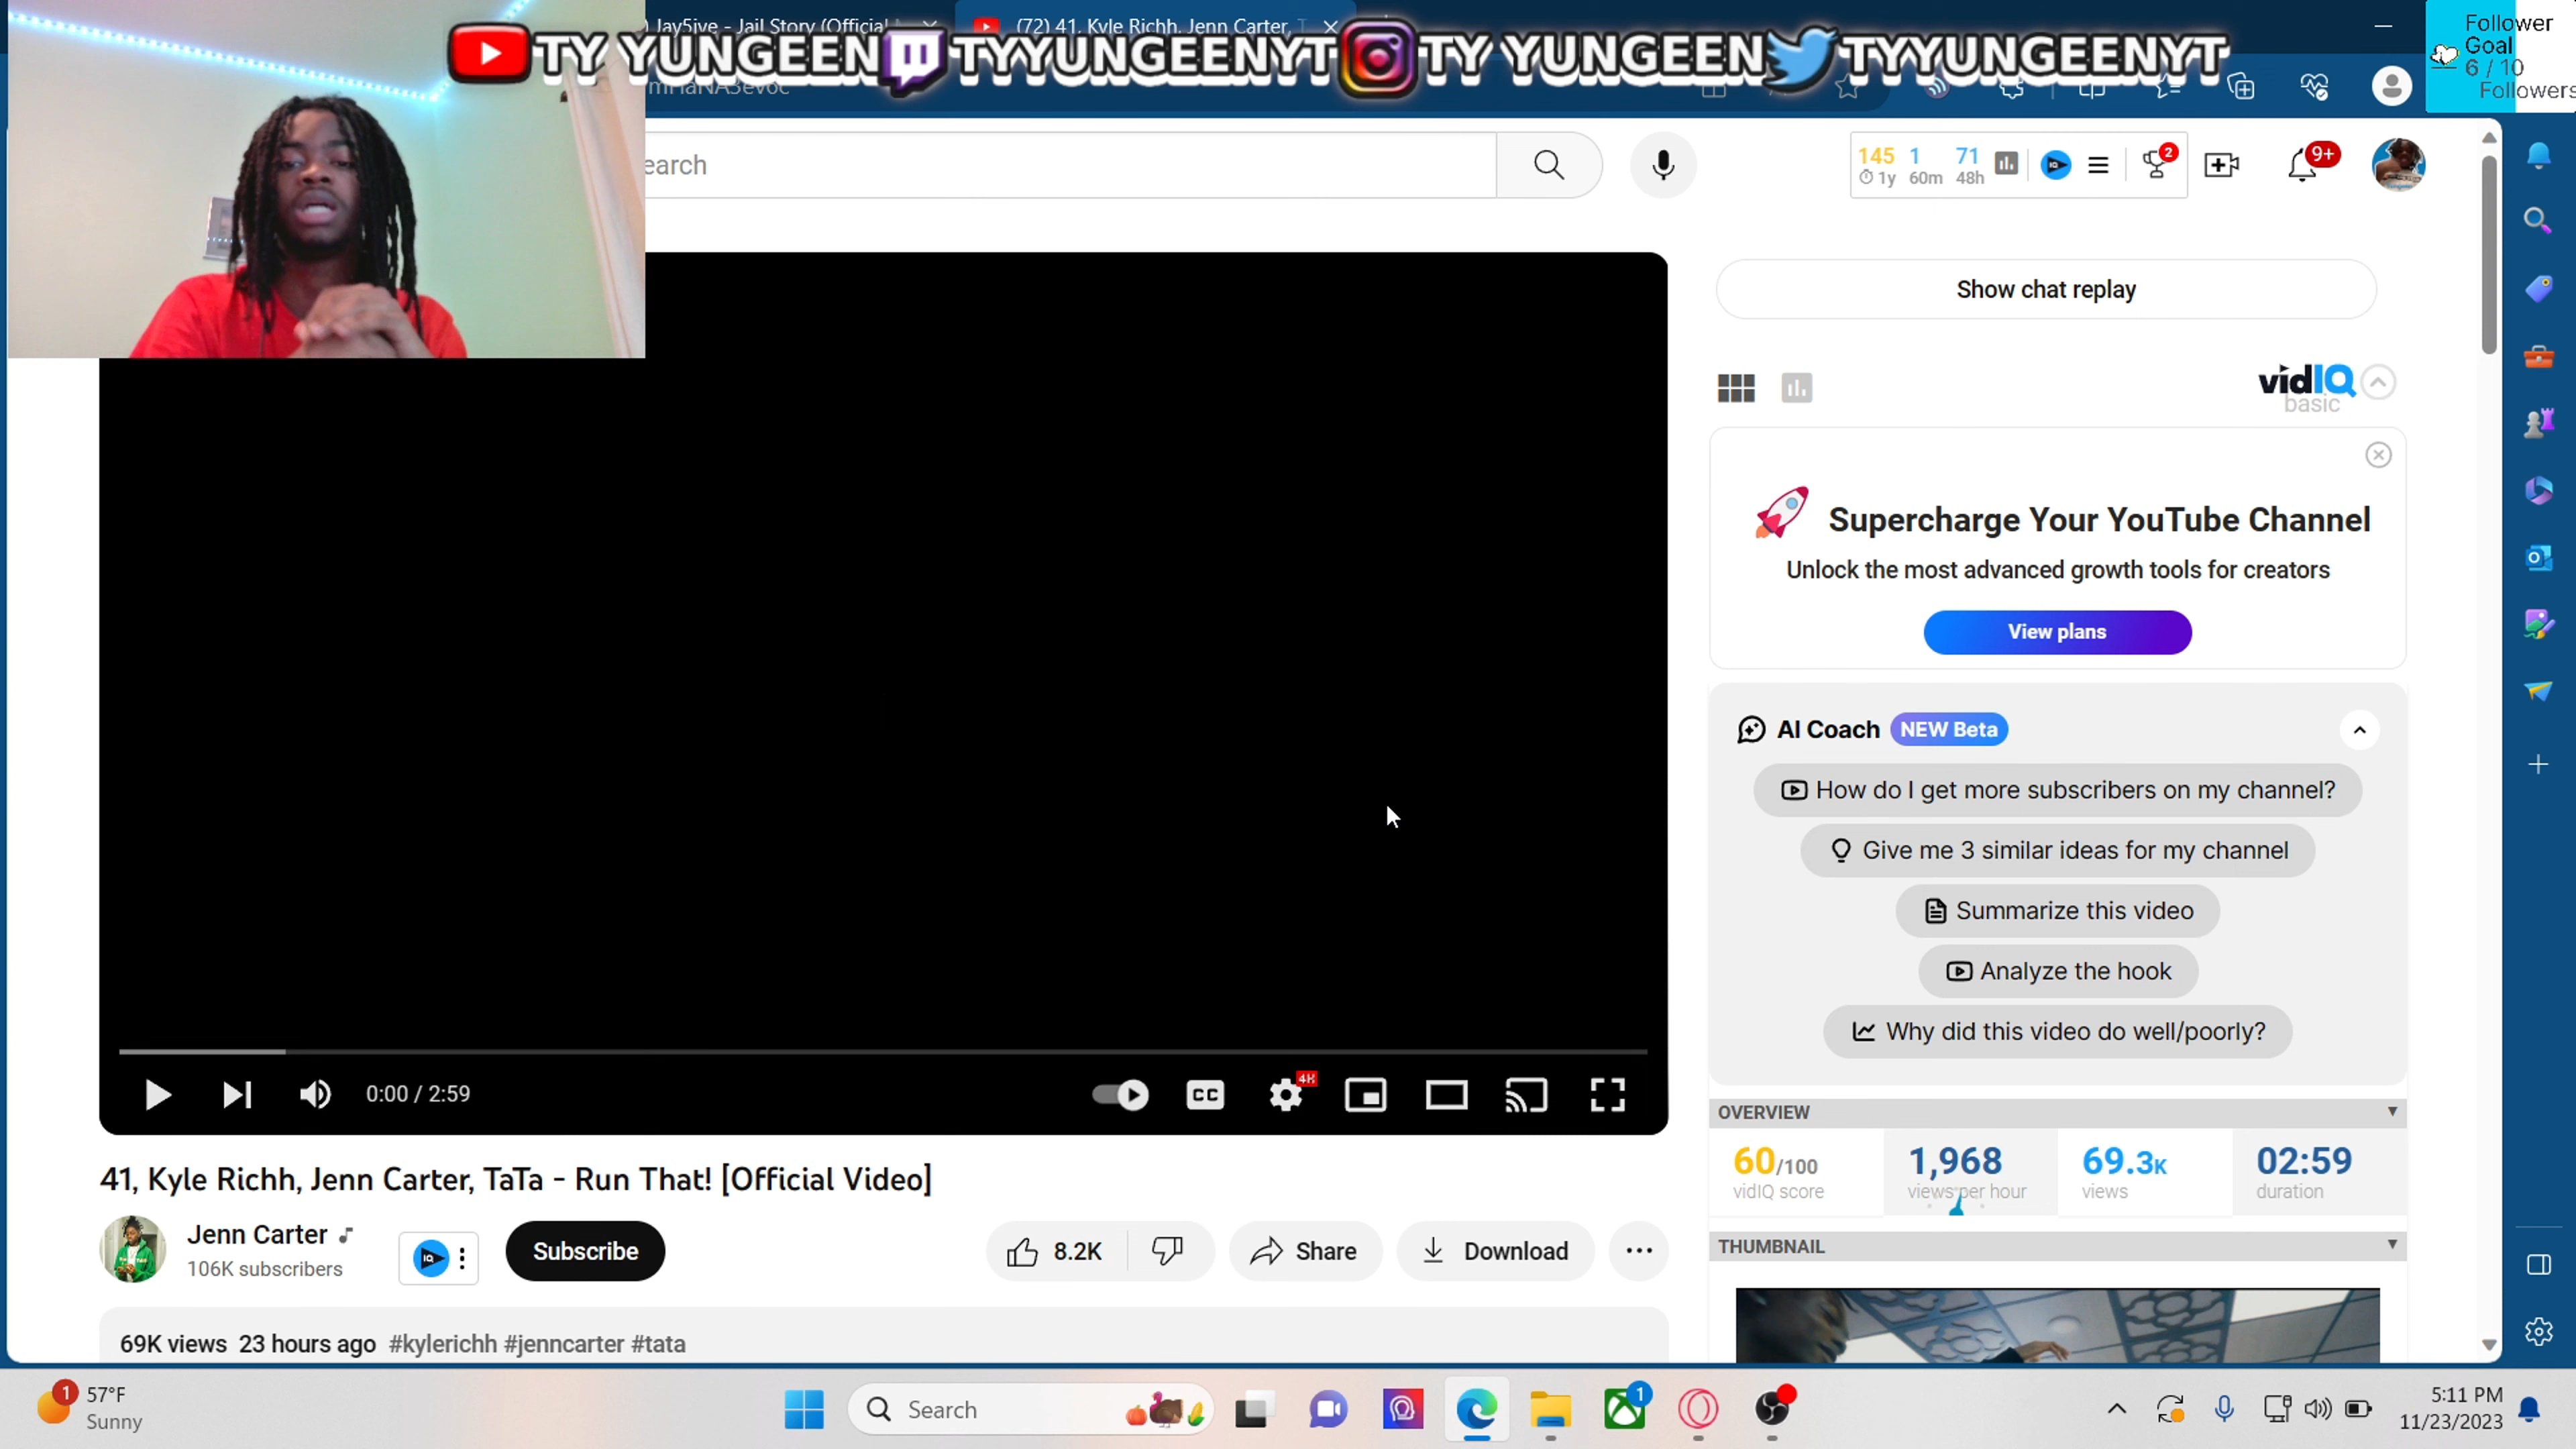 Jay5ive - Jail Story (Official
(72) 41, Kyle Richh, Jenn Carter, T
TY YUNGEEN TYYUNGEENYT TY YUNGEEN TYYUNGEENYT
Follower
Goal
6 / 10
Followers
earch
145 1 71
1y 60m 48h
2
9+
Show chat replay
vidIQ
basic
Supercharge Your YouTube Channel
Unlock the most advanced growth tools for creators
View plans
AI Coach NEW Beta
How do I get more subscribers on my channel?
Give me 3 similar ideas for my channel
Summarize this video
Analyze the hook
Why did this video do well/poorly?
0:00 / 2:59
CC
4K
OVERVIEW
60/100 1,968 69.3K 02:59
vidIQ score views per hour views duration
THUMBNAIL
41, Kyle Richh, Jenn Carter, TaTa - Run That! [Official Video]
Jenn Carter
106K subscribers
IQ
Subscribe
8.2K
Share
Download
69K views 23 hours ago #kylerichh #jenncarter #tata
1
57°F
Sunny
Search
1
5:11 PM
11/23/2023